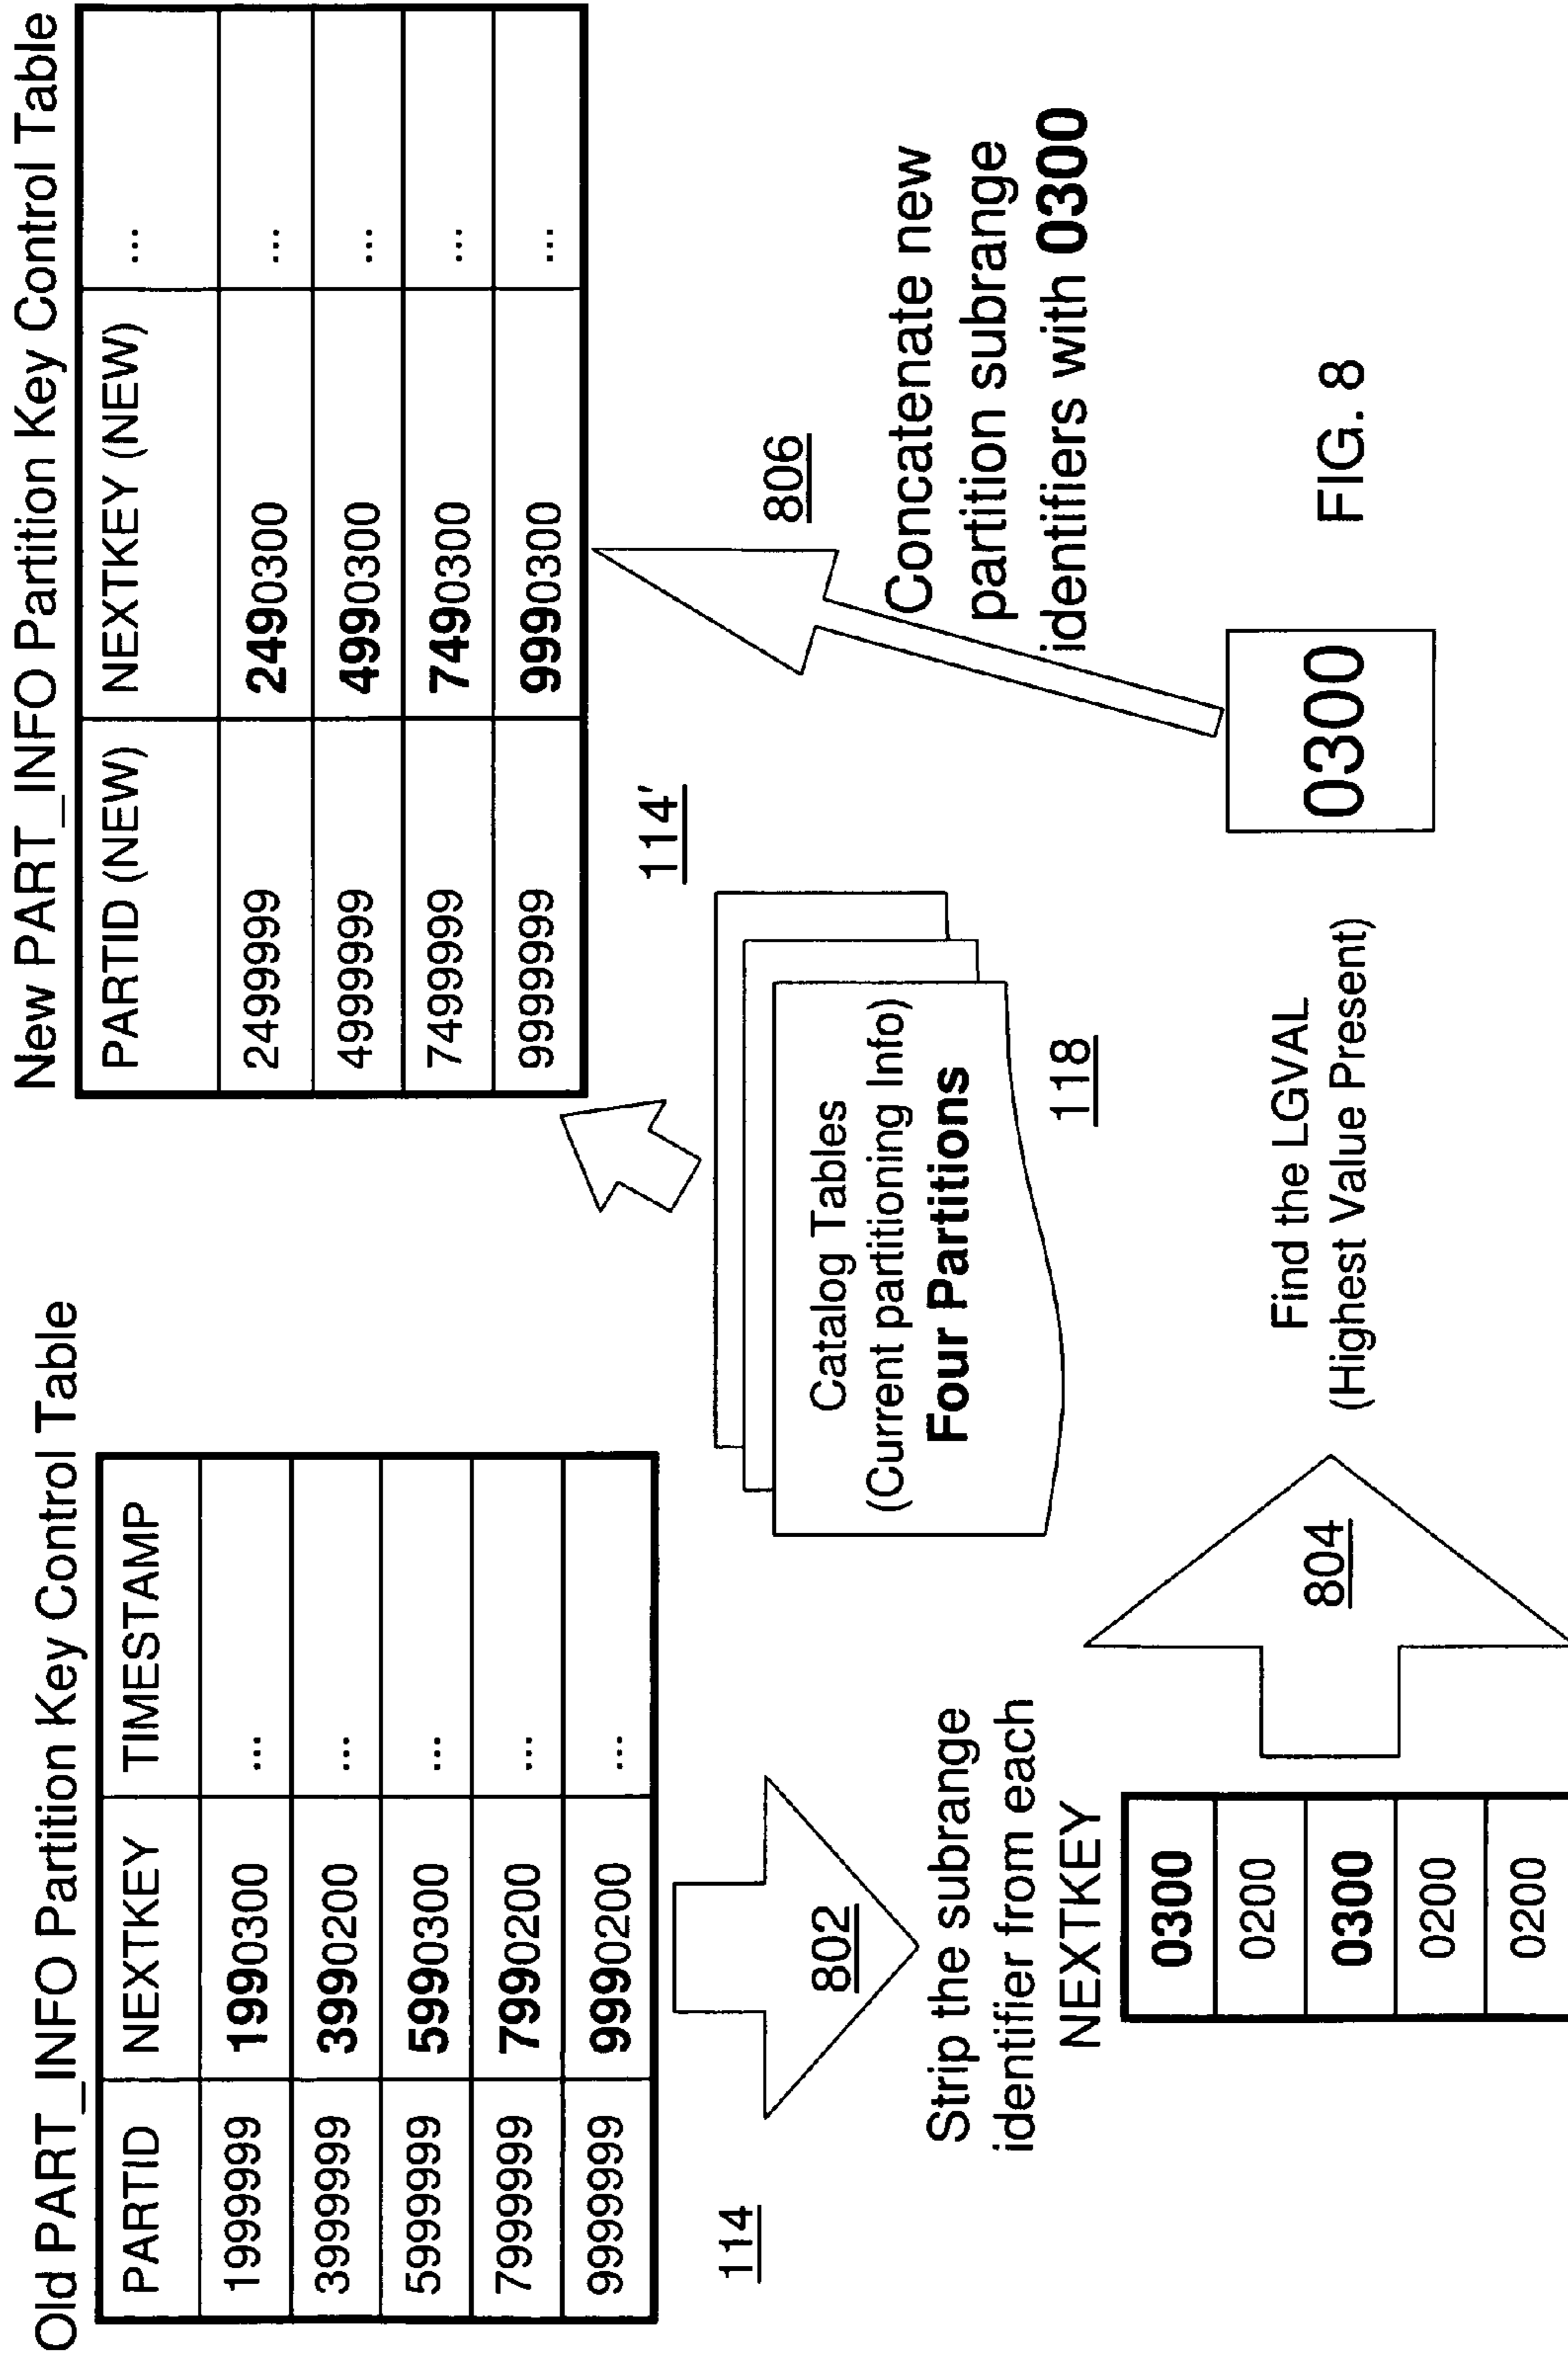 Old PART_INFO Partition Key Control Table
PARTID NEXTKEY TIMESTAMP
1999999 1990300 ...
3999999 3990200 ...
5999999 5990300 ...
7999999 7990200 ...
9999999 9990200 ...
114
802
Strip the subrange
identifier from each
NEXTKEY
0300
0200
0300
0200
0200
804
Find the LGVAL
(Highest Value Present)
0300
Catalog Tables
(Current partitioning Info)
Four Partitions
118
New PART_INFO Partition Key Control Table
PARTID (NEW) NEXTKEY (NEW) ...
2499999 2490300 ...
4999999 4990300 ...
7499999 7490300 ...
9999999 9990300 ...
114'
806
Concatenate new
partition subrange
identifiers with 0300
FIG. 8